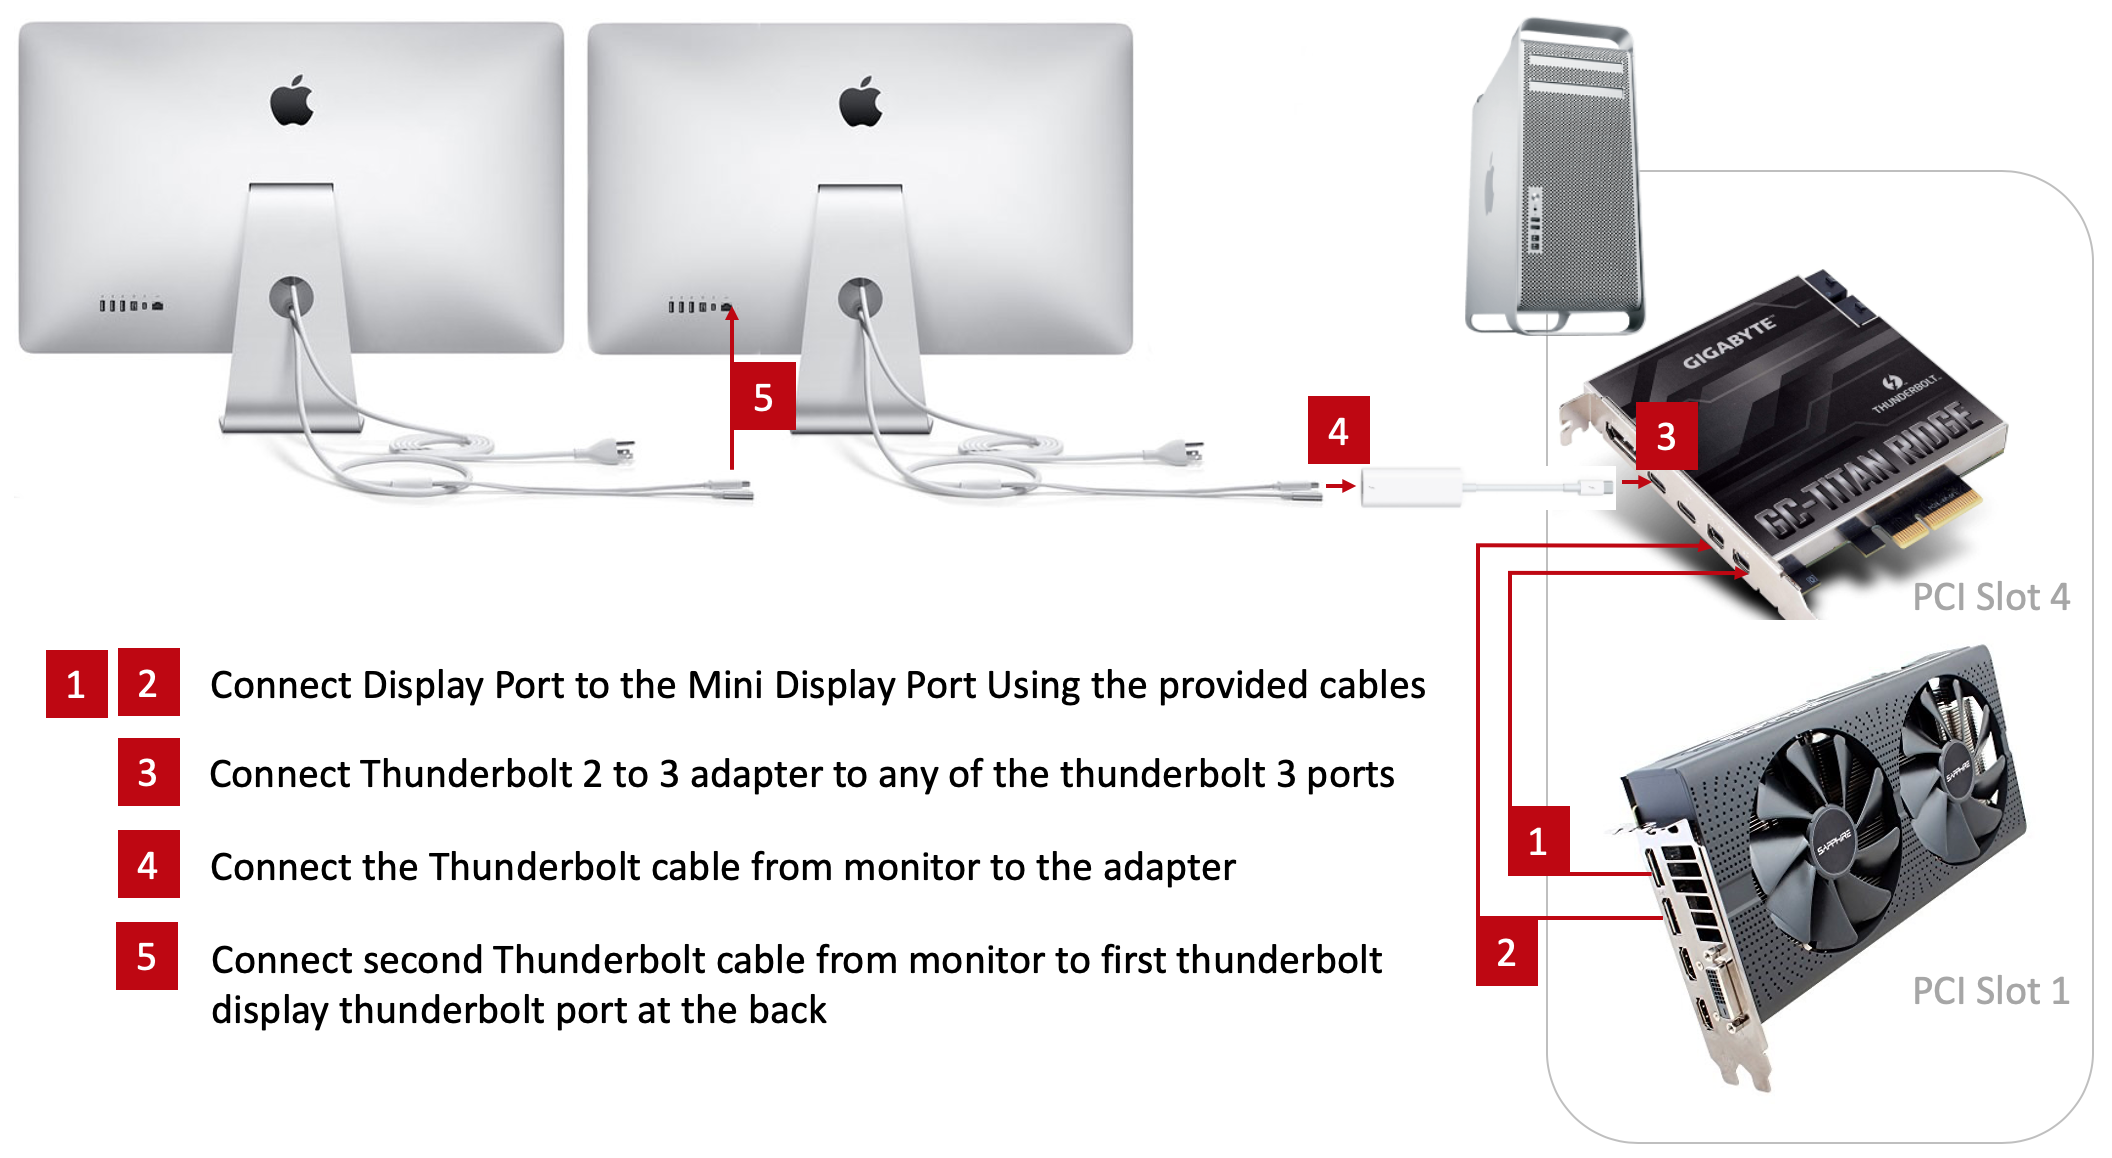 5
4
3
GIGABYTE
THUNDERBOLT
GC-TITAN RIDGE
PCI Slot 4
1 2 Connect Display Port to the Mini Display Port Using the provided cables
3 Connect Thunderbolt 2 to 3 adapter to any of the thunderbolt 3 ports
4 Connect the Thunderbolt cable from monitor to the adapter
5 Connect second Thunderbolt cable from monitor to first thunderbolt
display thunderbolt port at the back
1
2
SAPPHIRE
SAPPHIRE
PCI Slot 1